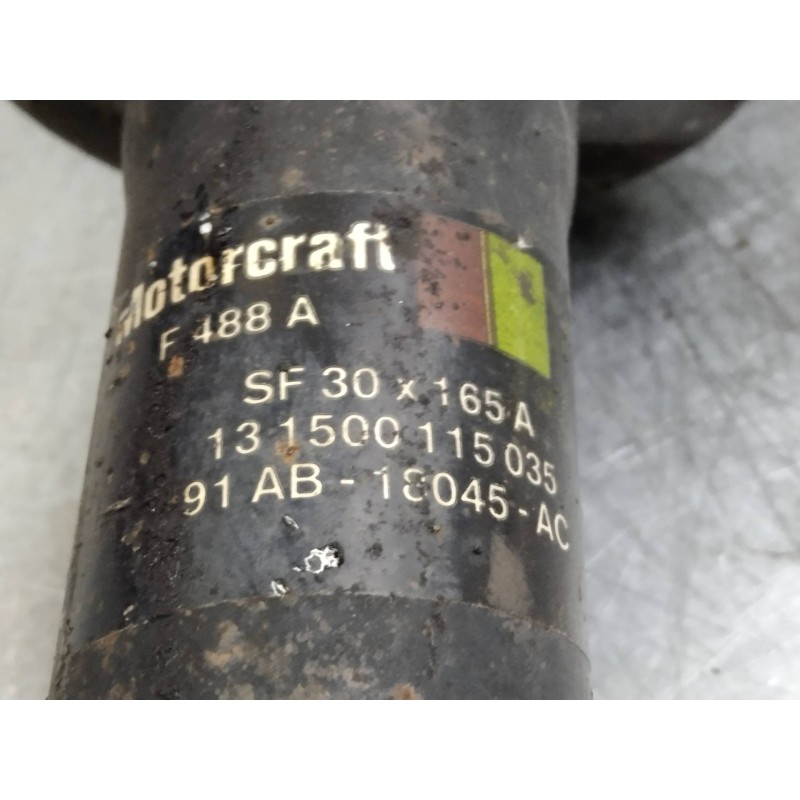 Motorcraft
F 488 A
SF 30 x 165 A
13 1500 115 035
91 AB - 18045 - AC